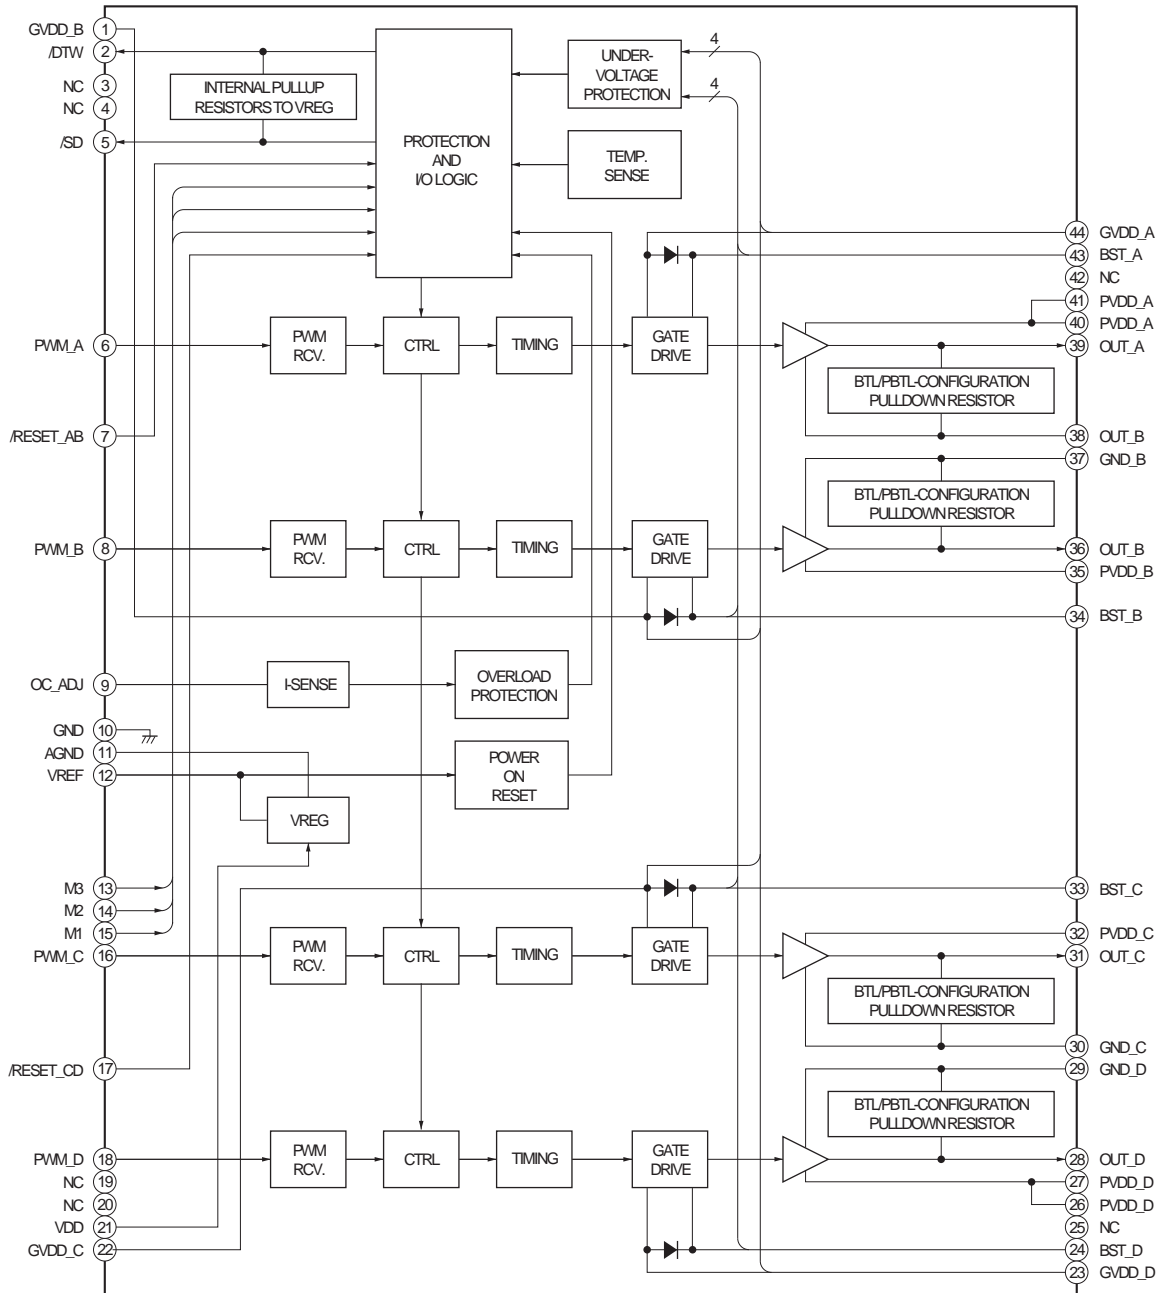 GVDD_B 1
/DTW 2
NC 3
NC 4
/SD 5
PWM_A 6
/RESET_AB 7
PWM_B 8
OC_ADJ 9
GND 10
AGND 11
VREF 12
M3 13
M2 14
M1 15
PWM_C 16
/RESET_CD 17
PWM_D 18
NC 19
NC 20
VDD 21
GVDD_C 22
INTERNAL PULLUP
RESISTORS TO VREG
PROTECTION
AND
I/O LOGIC
UNDER-
VOLTAGE
PROTECTION
4
4
TEMP.
SENSE
PWM
RCV.
CTRL
TIMING
GATE
DRIVE
BTL/PBTL-CONFIGURATION
PULLDOWN RESISTOR
BTL/PBTL-CONFIGURATION
PULLDOWN RESISTOR
PWM
RCV.
CTRL
TIMING
GATE
DRIVE
I-SENSE
OVERLOAD
PROTECTION
POWER
ON
RESET
VREG
PWM
RCV.
CTRL
TIMING
GATE
DRIVE
BTL/PBTL-CONFIGURATION
PULLDOWN RESISTOR
BTL/PBTL-CONFIGURATION
PULLDOWN RESISTOR
PWM
RCV.
CTRL
TIMING
GATE
DRIVE
44 GVDD_A
43 BST_A
42 NC
41 PVDD_A
40 PVDD_A
39 OUT_A
38 OUT_B
37 GND_B
36 OUT_B
35 PVDD_B
34 BST_B
33 BST_C
32 PVDD_C
31 OUT_C
30 GND_C
29 GND_D
28 OUT_D
27 PVDD_D
26 PVDD_D
25 NC
24 BST_D
23 GVDD_D